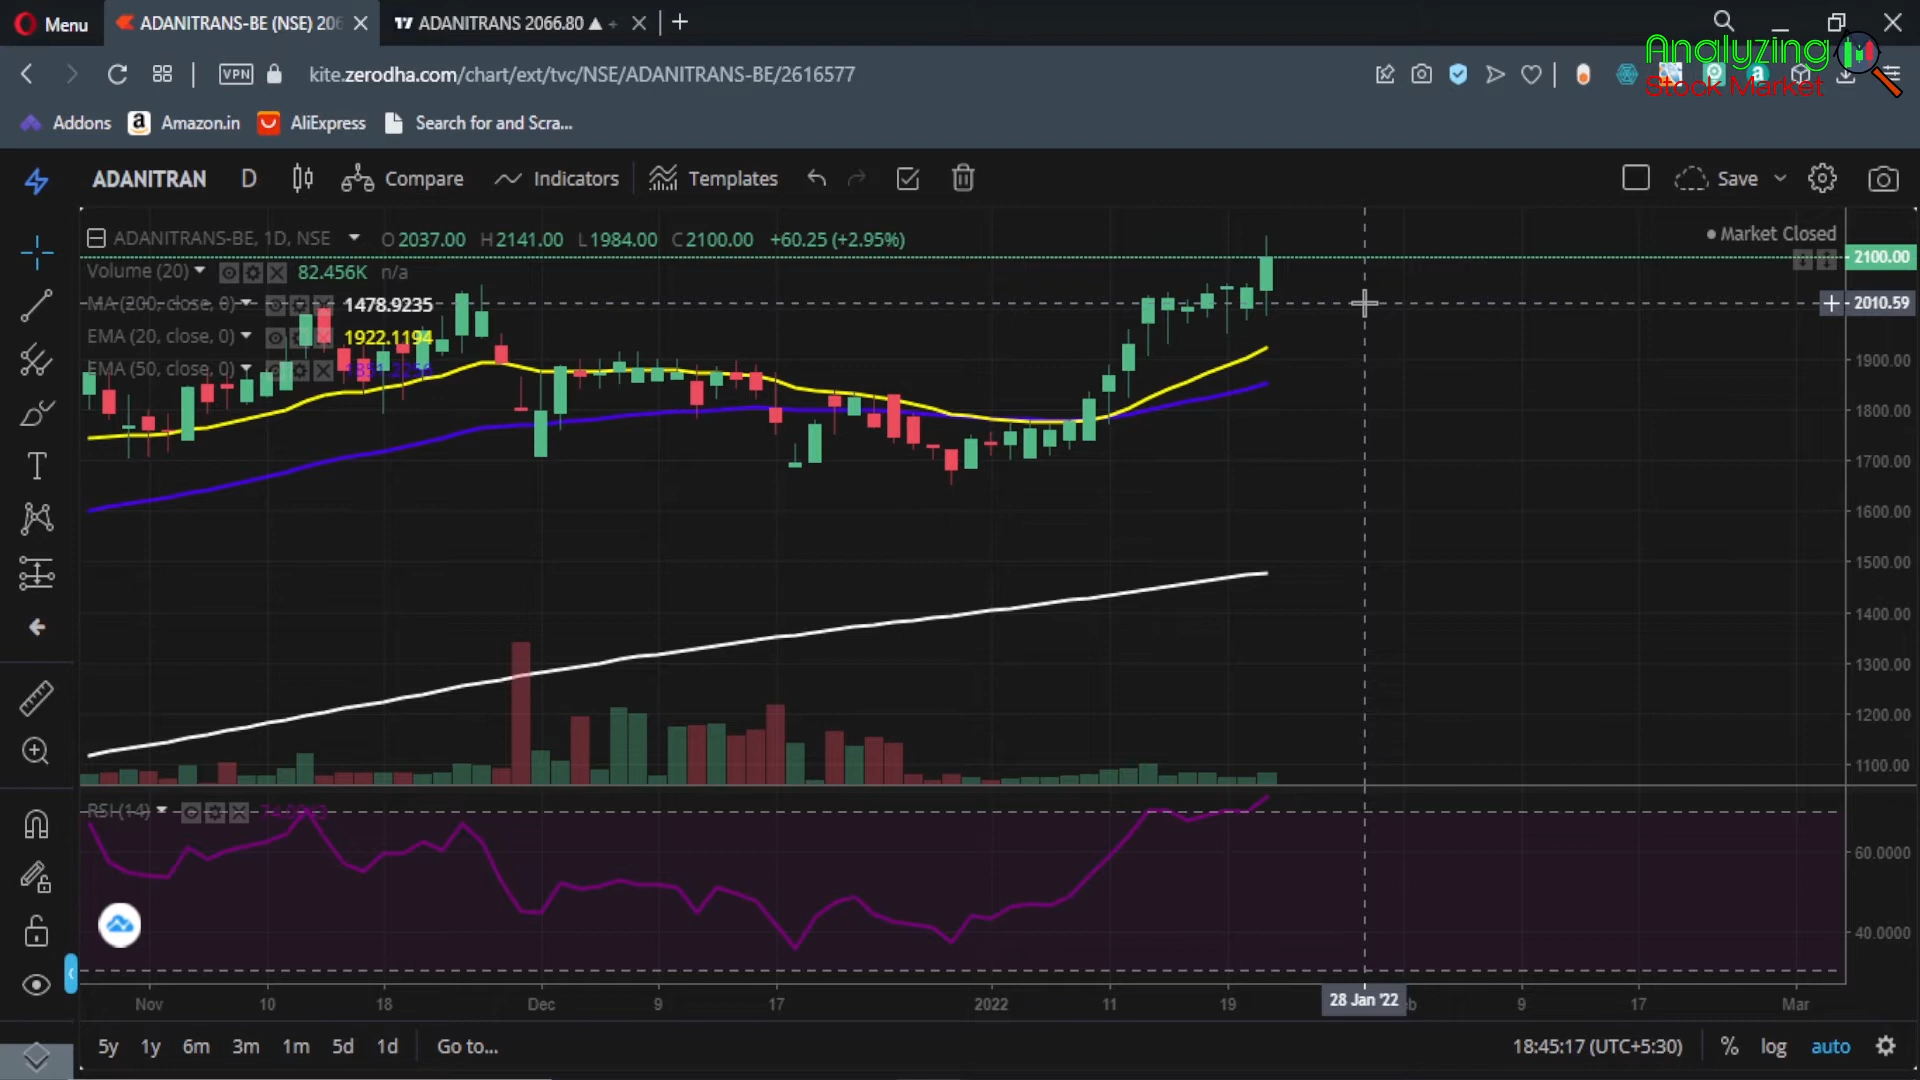 Menu
ADANITRANS-BE (NSE) 206
ADANITRANS 2066.80 ▲ +
Analyzing
Stock Market
VPN
kite.zerodha.com/chart/ext/tvc/NSE/ADANITRANS-BE/2616577
Addons
Amazon.in
AliExpress
Search for and Scra...
ADANITRAN
D
Compare
Indicators
Templates
Save
ADANITRANS-BE, 1D, NSE
O 2037.00 H 2141.00 L 1984.00 C 2100.00 +60.25 (+2.95%)
Market Closed
Volume (20)
82.456K n/a
MA (200, close, 0)
1478.9235
EMA (20, close, 0)
1922.1194
EMA (50, close, 0)
2100.00
2010.59
1900.00
1800.00
1700.00
1600.00
1500.00
1400.00
1300.00
1200.00
1100.00
RSI (14)
60.0000
40.0000
Nov
10
18
Dec
9
17
2022
11
19
28 Jan '22
9
17
Mar
5y 1y 6m 3m 1m 5d 1d
Go to...
18:45:17 (UTC+5:30)
%
log
auto